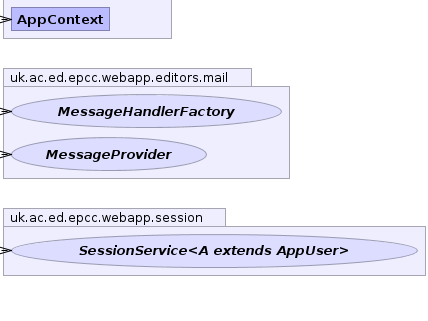 AppContext
uk.ac.ed.epcc.webapp.editors.mail
MessageHandlerFactory
MessageProvider
uk.ac.ed.epcc.webapp.session
SessionService<A extends AppUser>